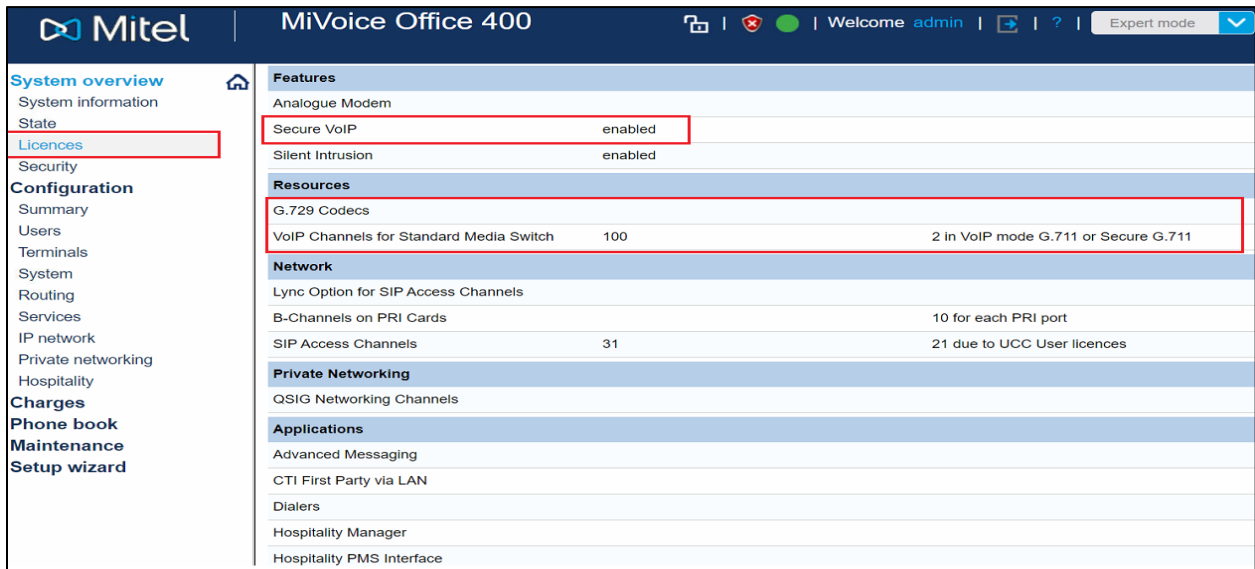 Mitel
MiVoice Office 400
| Welcome admin | | ? | Expert mode
System overview
System information
State
Licences
Security
Configuration
Summary
Users
Terminals
System
Routing
Services
IP network
Private networking
Hospitality
Charges
Phone book
Maintenance
Setup wizard
Features
Analogue Modem
Secure VoIP enabled
Silent Intrusion enabled
Resources
G.729 Codecs
VoIP Channels for Standard Media Switch 100 2 in VoIP mode G.711 or Secure G.711
Network
Lync Option for SIP Access Channels
B-Channels on PRI Cards 10 for each PRI port
SIP Access Channels 31 21 due to UCC User licences
Private Networking
QSIG Networking Channels
Applications
Advanced Messaging
CTI First Party via LAN
Dialers
Hospitality Manager
Hospitality PMS Interface